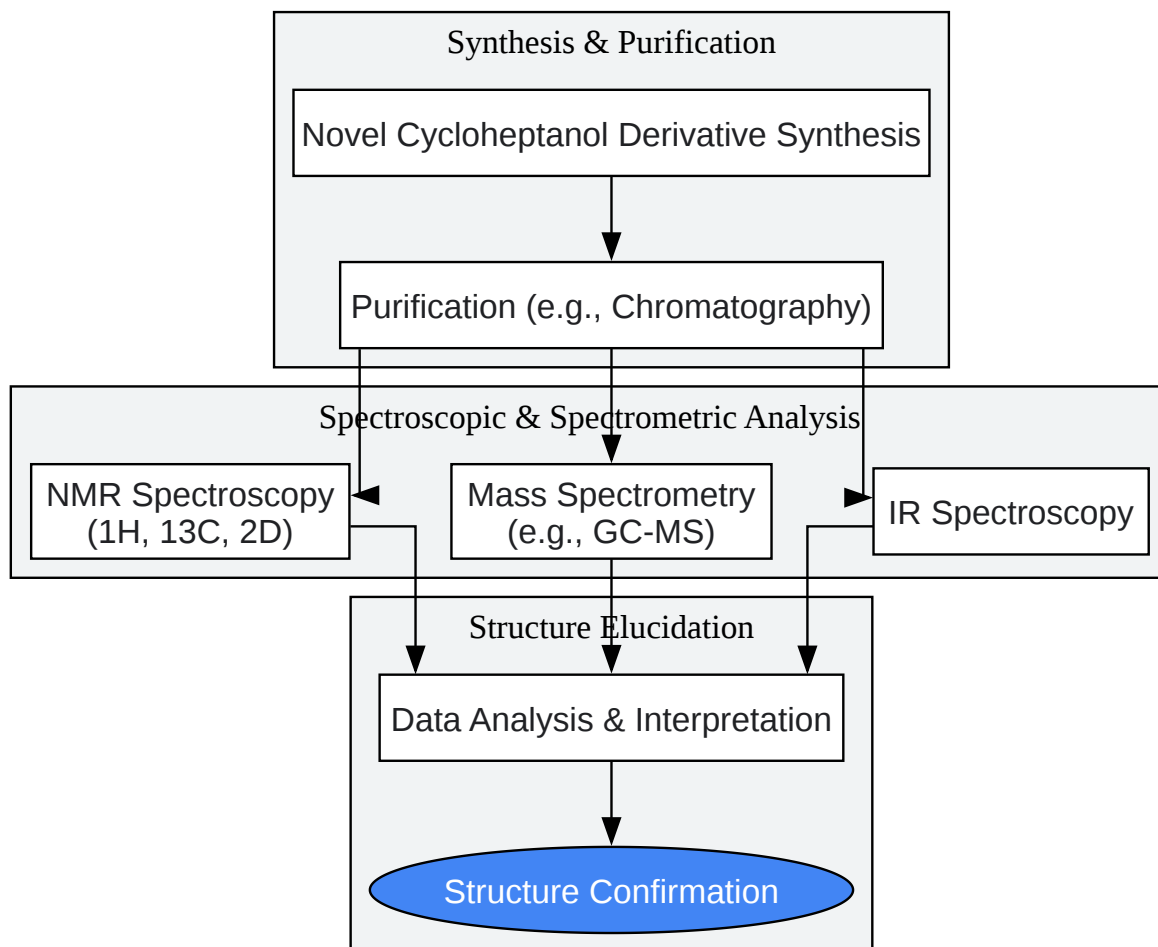 Synthesis & Purification
Novel Cycloheptanol Derivative Synthesis
Purification (e.g., Chromatography)
Spectroscopic & Spectrometric Analysis
NMR Spectroscopy
(1H, 13C, 2D)
Mass Spectrometry
(e.g., GC-MS)
IR Spectroscopy
Structure Elucidation
Data Analysis & Interpretation
Structure Confirmation